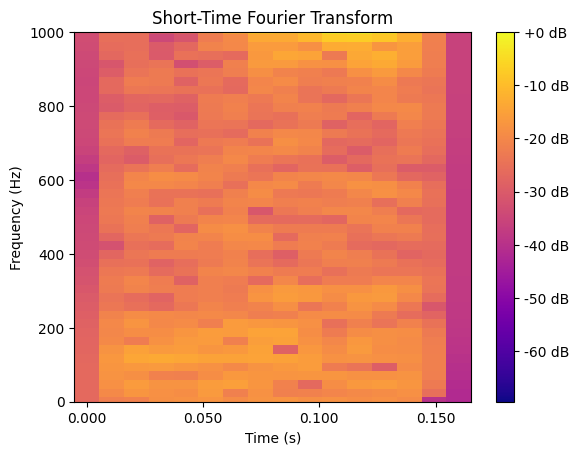 Short-Time Fourier Transform
1000
800
600
400
200
0
Frequency (Hz)
0.000
0.050
0.100
0.150
Time (s)
+0 dB
-10 dB
-20 dB
-30 dB
-40 dB
-50 dB
-60 dB